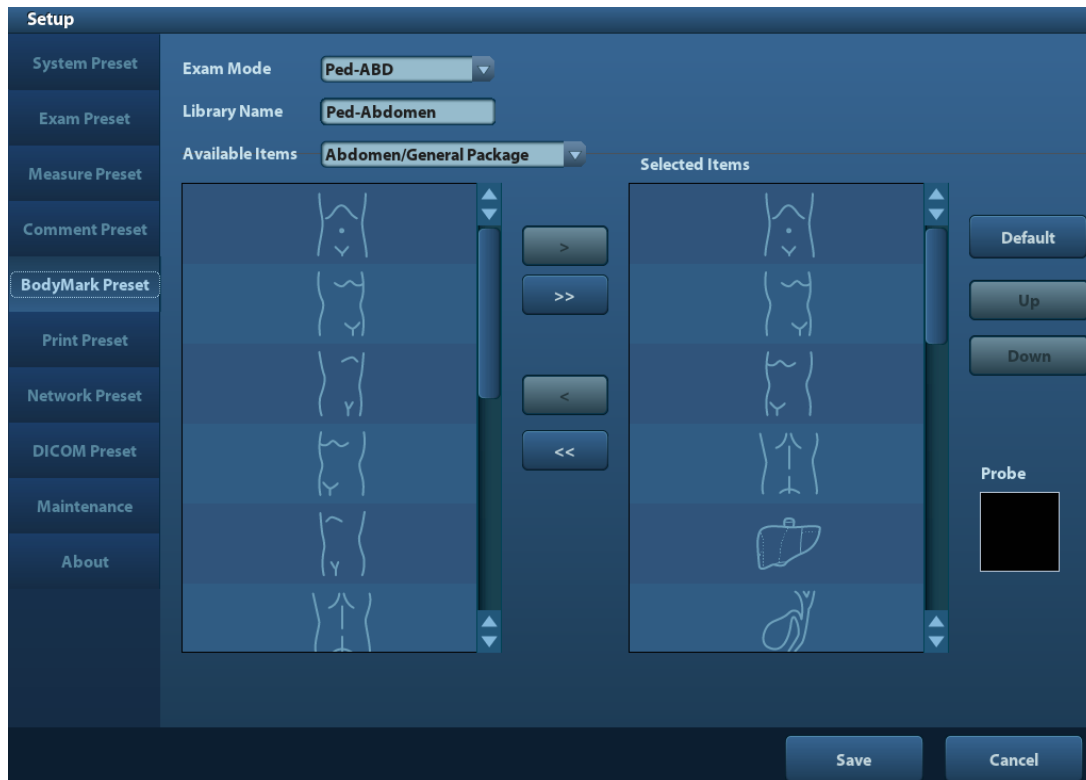 Setup
System Preset
Exam Preset
Measure Preset
Comment Preset
BodyMark Preset
Print Preset
Network Preset
DICOM Preset
Maintenance
About
Exam Mode Ped-ABD
Library Name Ped-Abdomen
Available Items Abdomen/General Package
>
>>
<
<<
Selected Items
Default
Up
Down
Probe
Save Cancel